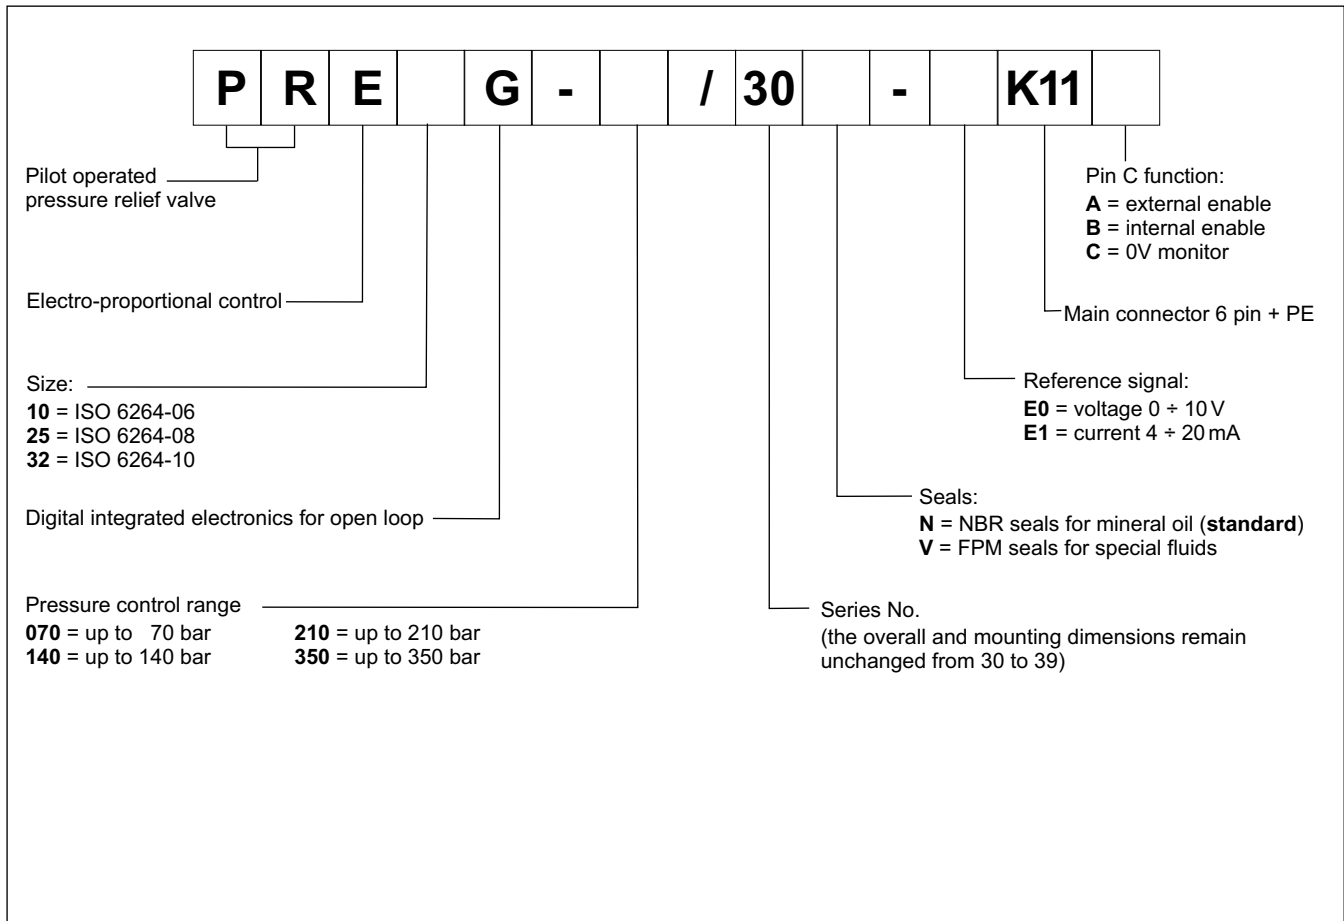 P R E G - / 30 - K11
Pilot operated
pressure relief valve
Electro-proportional control
Size:
10 = ISO 6264-06
25 = ISO 6264-08
32 = ISO 6264-10
Digital integrated electronics for open loop
Pressure control range
070 = up to 70 bar 210 = up to 210 bar
140 = up to 140 bar 350 = up to 350 bar
Pin C function:
A = external enable
B = internal enable
C = 0V monitor
Main connector 6 pin + PE
Reference signal:
E0 = voltage 0 ÷ 10 V
E1 = current 4 ÷ 20 mA
Seals:
N = NBR seals for mineral oil (standard)
V = FPM seals for special fluids
Series No.
(the overall and mounting dimensions remain
unchanged from 30 to 39)